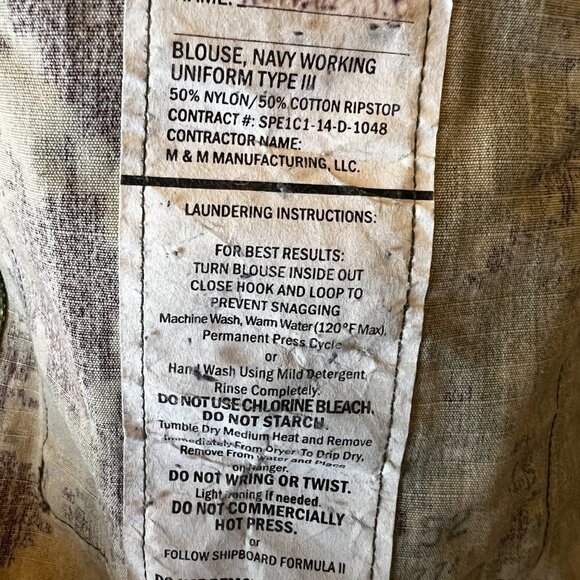 NAME:
BLOUSE, NAVY WORKING
UNIFORM TYPE III
50% NYLON/50% COTTON RIPSTOP
CONTRACT #: SPE1C1-14-D-1048
CONTRACTOR NAME:
M & M MANUFACTURING, LLC.
LAUNDERING INSTRUCTIONS:
FOR BEST RESULTS:
TURN BLOUSE INSIDE OUT
CLOSE HOOK AND LOOP TO
PREVENT SNAGGING
Machine Wash, Warm Water (120°F Max),
Permanent Press Cycle
or
Hand Wash Using Mild Detergent,
Rinse Completely.
DO NOT USE CHLORINE BLEACH.
DO NOT STARCH.
Tumble Dry Medium Heat and Remove
Immediately From Dryer To Drip Dry,
Remove From Water and Place
on hanger.
DO NOT WRING OR TWIST.
Light ironing if needed.
DO NOT COMMERCIALLY
HOT PRESS.
or
FOLLOW SHIPBOARD FORMULA II